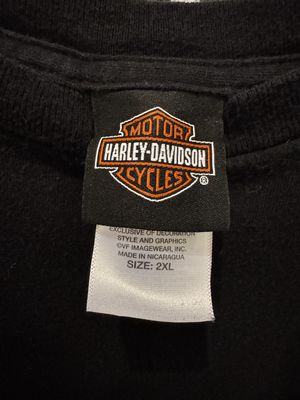 MOTOR
HARLEY-DAVIDSON
CYCLES
®
EXCLUSIVE OF DECORATION
STYLE AND GRAPHICS
©VF IMAGEWEAR, INC.
MADE IN NICARAGUA
SIZE: 2XL